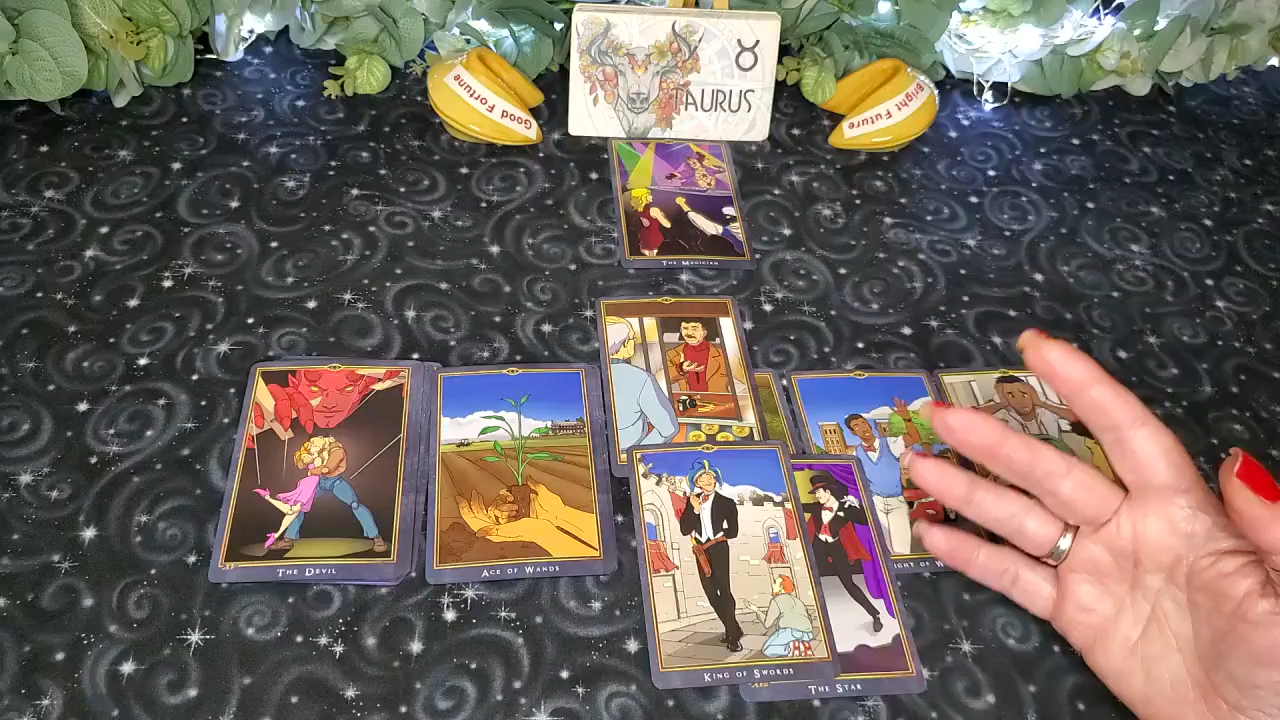 Good Fortune
♉
TAURUS
Bright Future
THE MAGICIAN
THE DEVIL
ACE OF WANDS
KING OF SWORDS
THE STAR